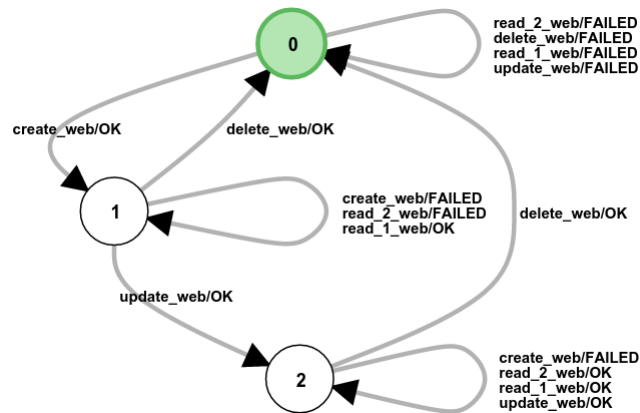 0
read_2_web/FAILED
delete_web/FAILED
read_1_web/FAILED
update_web/FAILED
create_web/OK
delete_web/OK
1
create_web/FAILED
read_2_web/FAILED
read_1_web/OK
delete_web/OK
update_web/OK
2
create_web/FAILED
read_2_web/OK
read_1_web/OK
update_web/OK